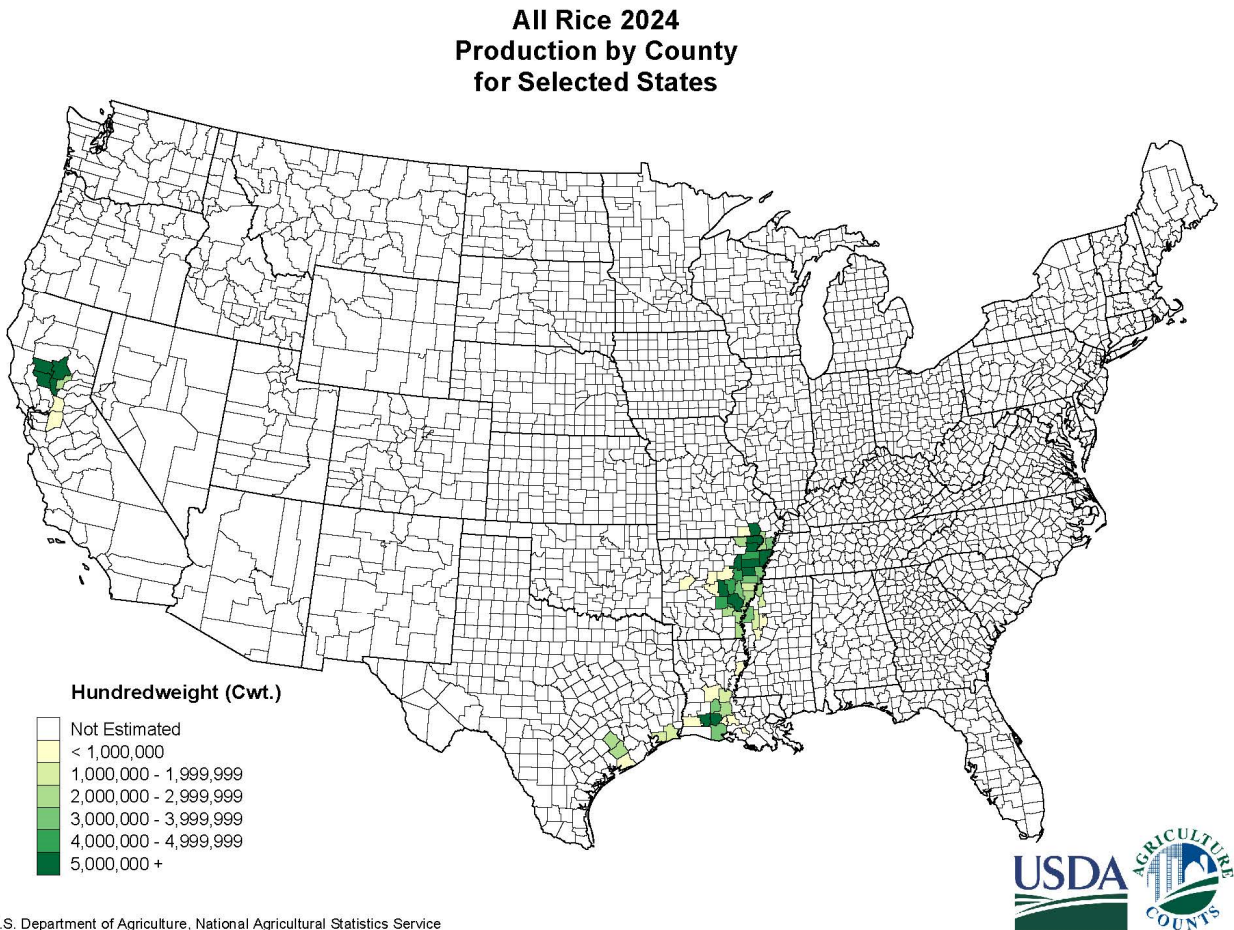 All Rice 2024
Production by County
for Selected States
Hundredweight (Cwt.)
Not Estimated
< 1,000,000
1,000,000 - 1,999,999
2,000,000 - 2,999,999
3,000,000 - 3,999,999
4,000,000 - 4,999,999
5,000,000 +
USDA
AGRICULTURE
COUNTS
.S. Department of Agriculture, National Agricultural Statistics Service